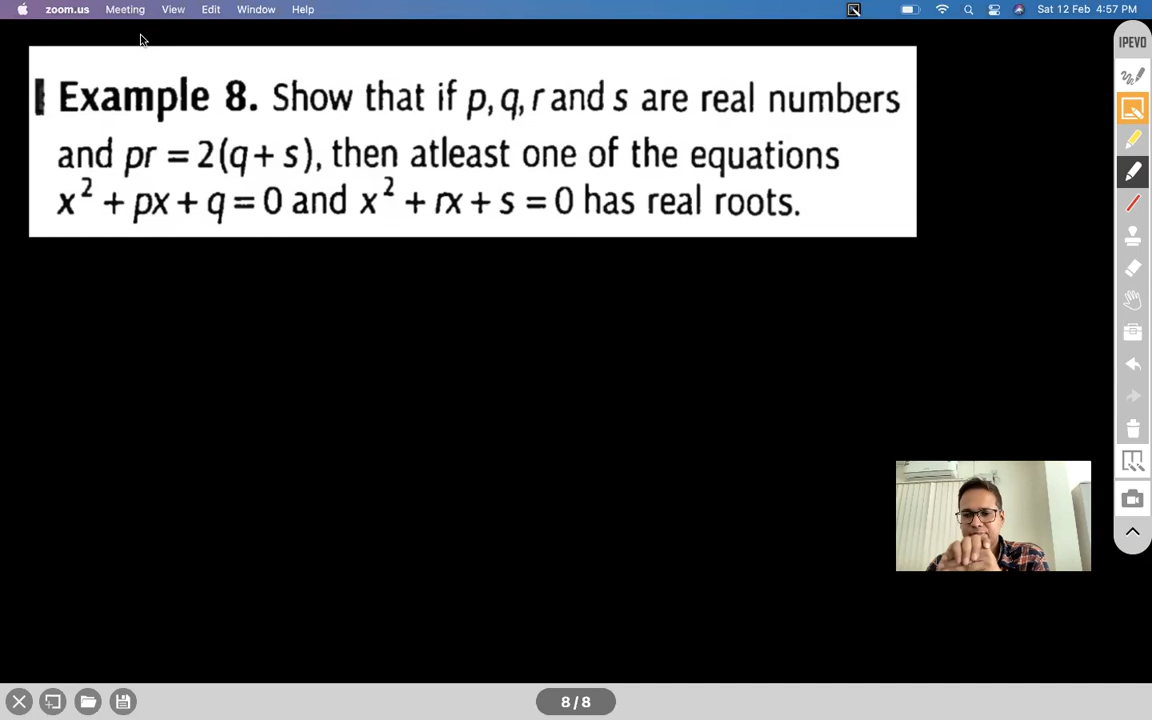 zoom.us Meeting View Edit Window Help Sat 12 Feb 4:57 PM
IPEVO
Example 8. Show that if p, q, r and s are real numbers
and pr = 2(q + s), then atleast one of the equations
x² + px + q = 0 and x² + rx + s = 0 has real roots.
8 / 8